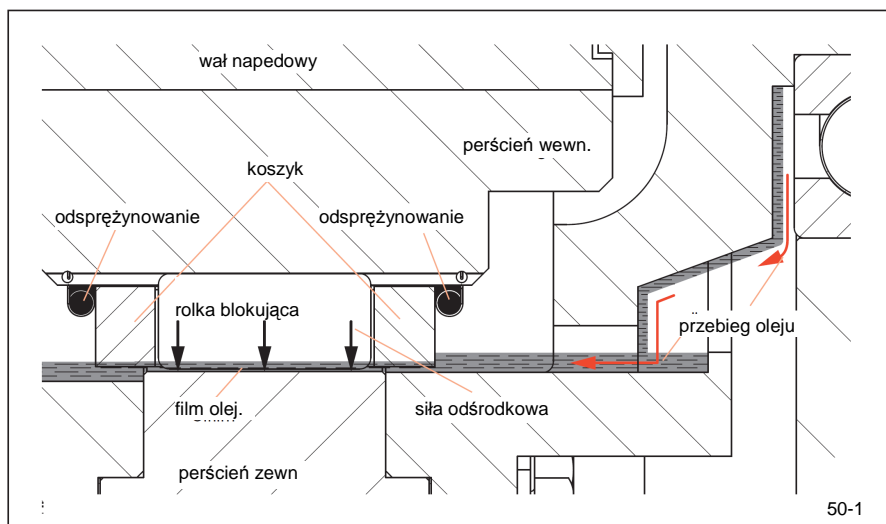 wał napedowy
perścień wewn.
koszyk
odsprężynowanie
odsprężynowanie
rolka blokująca
przebieg oleju
film olej.
siła odśrodkowa
perścień zewn
50-1